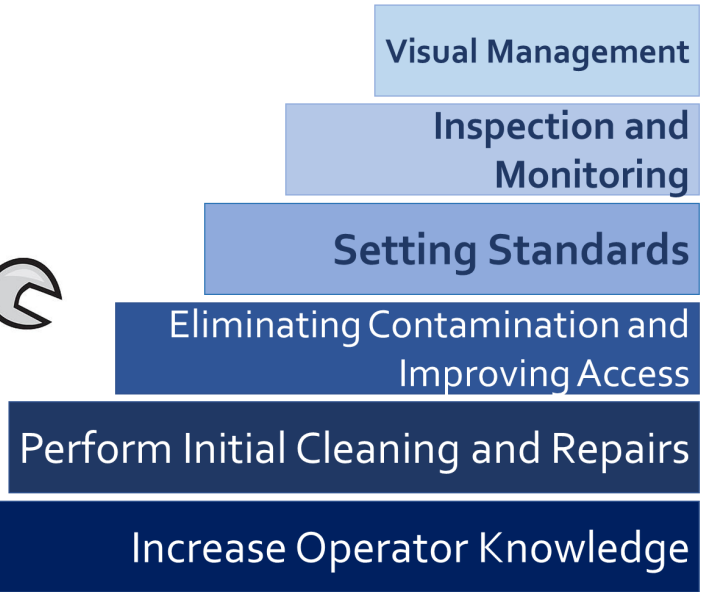 Visual Management
Inspection and
Monitoring
Setting Standards
Eliminating Contamination and
Improving Access
Perform Initial Cleaning and Repairs
Increase Operator Knowledge